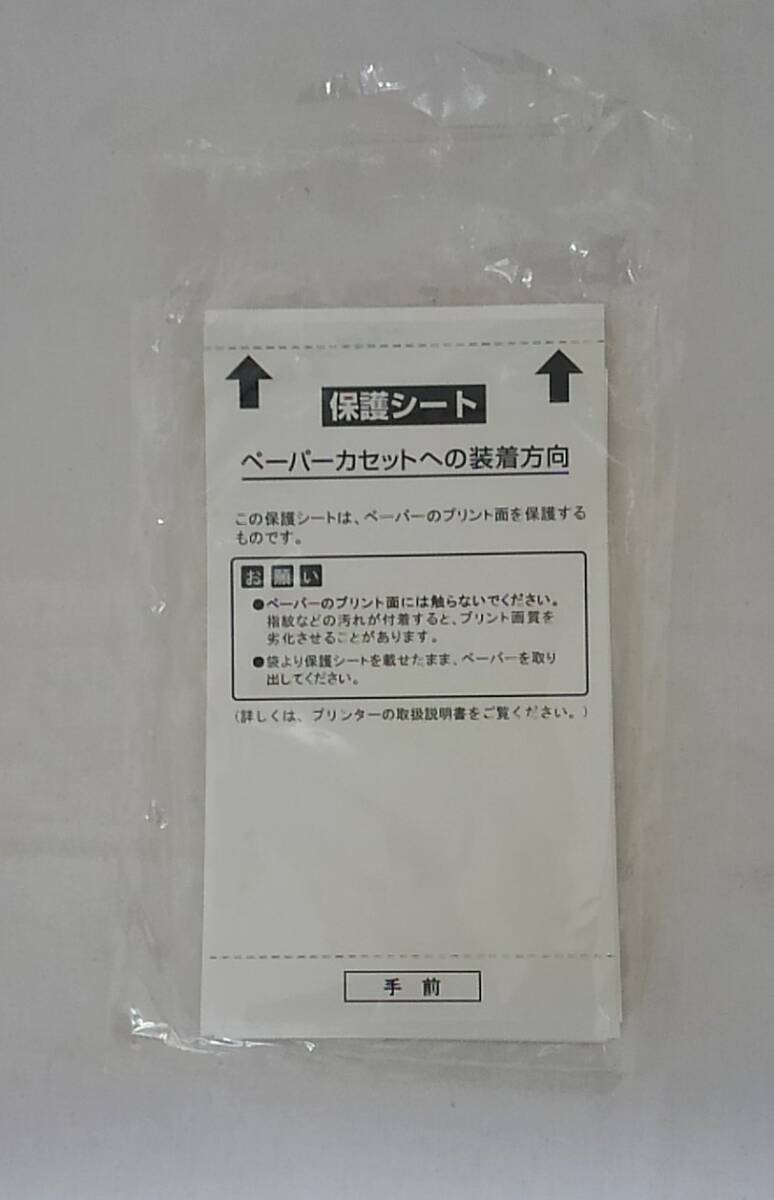 保護シート
ペーパーカセットへの装着方向
この保護シートは、ペーパーのプリント面を保護する
ものです。
お願い
●ペーパーのプリント面には触らないでください。
指紋などの汚れが付着すると、プリント画質を
劣化させることがあります。
●袋より保護シートを載せたまま、ペーパーを取り
出してください。
(詳しくは、プリンターの取扱説明書をご覧ください。)
手前